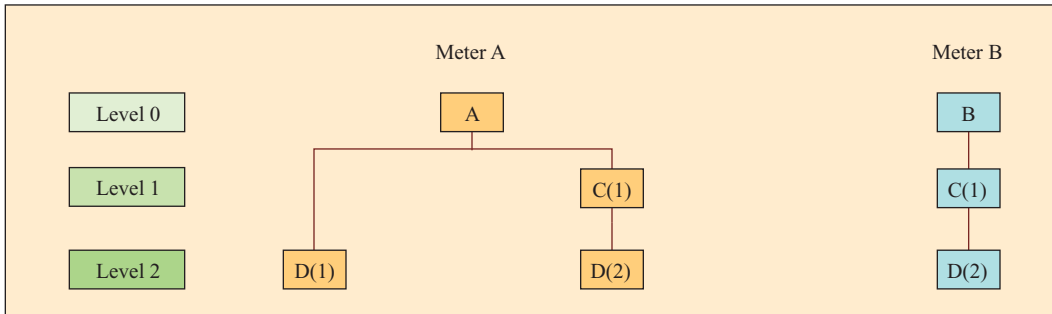 Meter A
Meter B
Level 0
A
B
Level 1
C(1)
C(1)
Level 2
D(1)
D(2)
D(2)